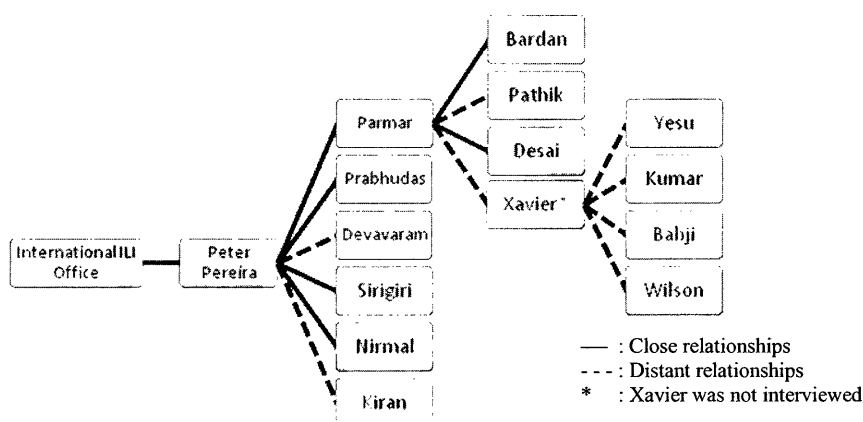 Bardan
Pathik
Parmar
Yesu
Desai
Prabhudas
Kumar
Xavier*
Devavaram
Babji
International ILI
Office
Peter
Pereira
Sirigiri
Wilson
Nirmal
— : Close relationships
--- : Distant relationships
* : Xavier was not interviewed
Kiran